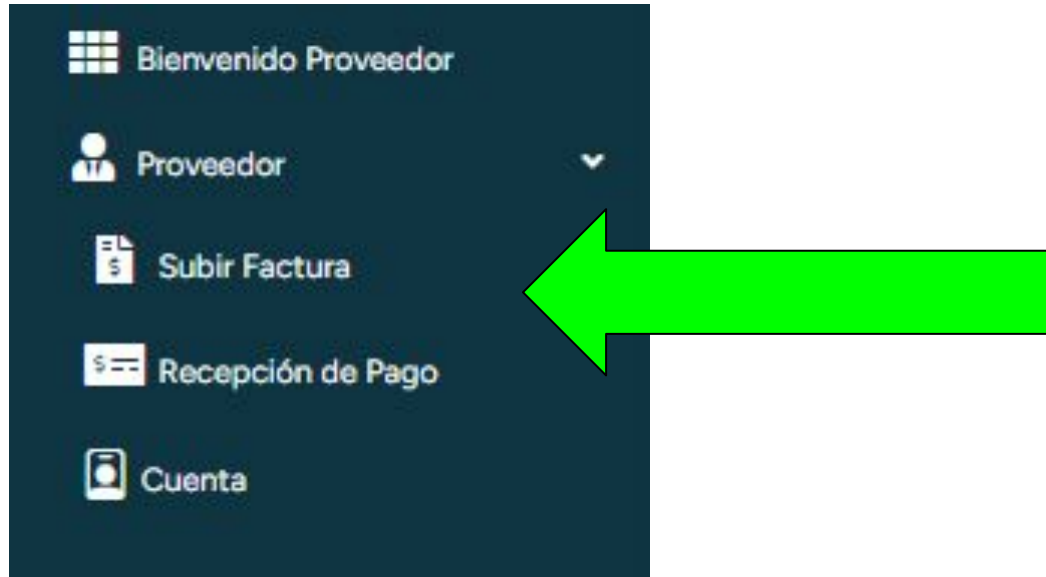 Bienvenido Proveedor
Proveedor
Subir Factura
Recepción de Pago
Cuenta